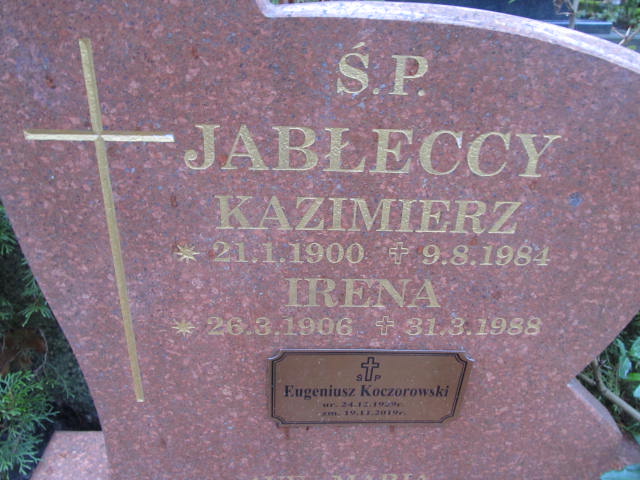 Ś.P.
JABŁECCY
KAZIMIERZ
21.1.1900 9.8.1984
IRENA
26.3.1906 31.3.1988
Ś P
Eugeniusz Koczorowski
ur. 24.12.1929r.
zm. 19.11.2019r.
MARIA